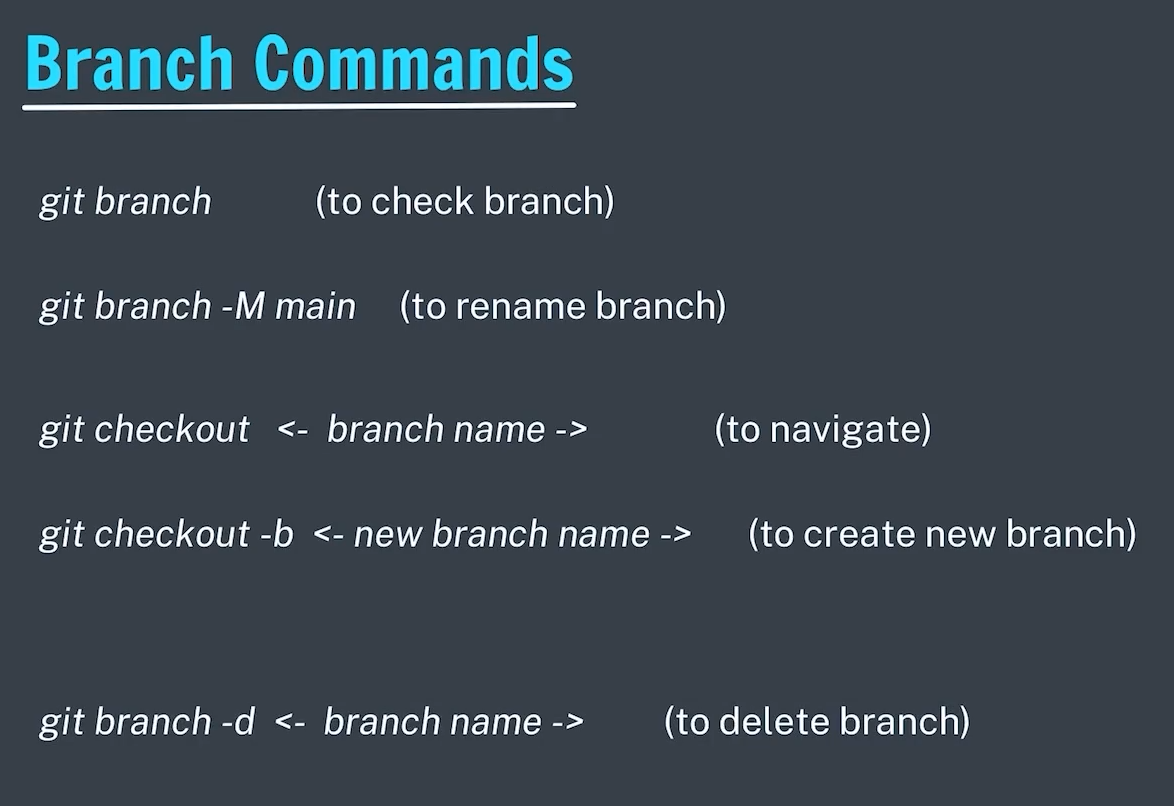 Branch Commands
git branch (to check branch)
git branch -M main (to rename branch)
git checkout <- branch name -> (to navigate)
git checkout -b <- new branch name -> (to create new branch)
git branch -d <- branch name -> (to delete branch)